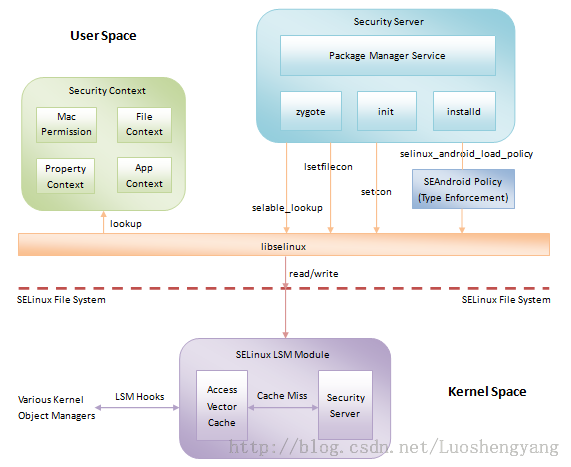 User Space
Security Server
Package Manager Service
zygote
init
installd
Security Context
Mac
Permission
File
Context
Property
Context
App
Context
selinux_android_load_policy
lsetfilecon
setcon
selable_lookup
SEAndroid Policy
(Type Enforcement)
lookup
libselinux
read/write
SELinux File System
SELinux File System
SELinux LSM Module
Access
Vector
Cache
Cache Miss
Security
Server
LSM Hooks
Various Kernel
Object Managers
Kernel Space
http://blog.csdn.net/Luoshengyang